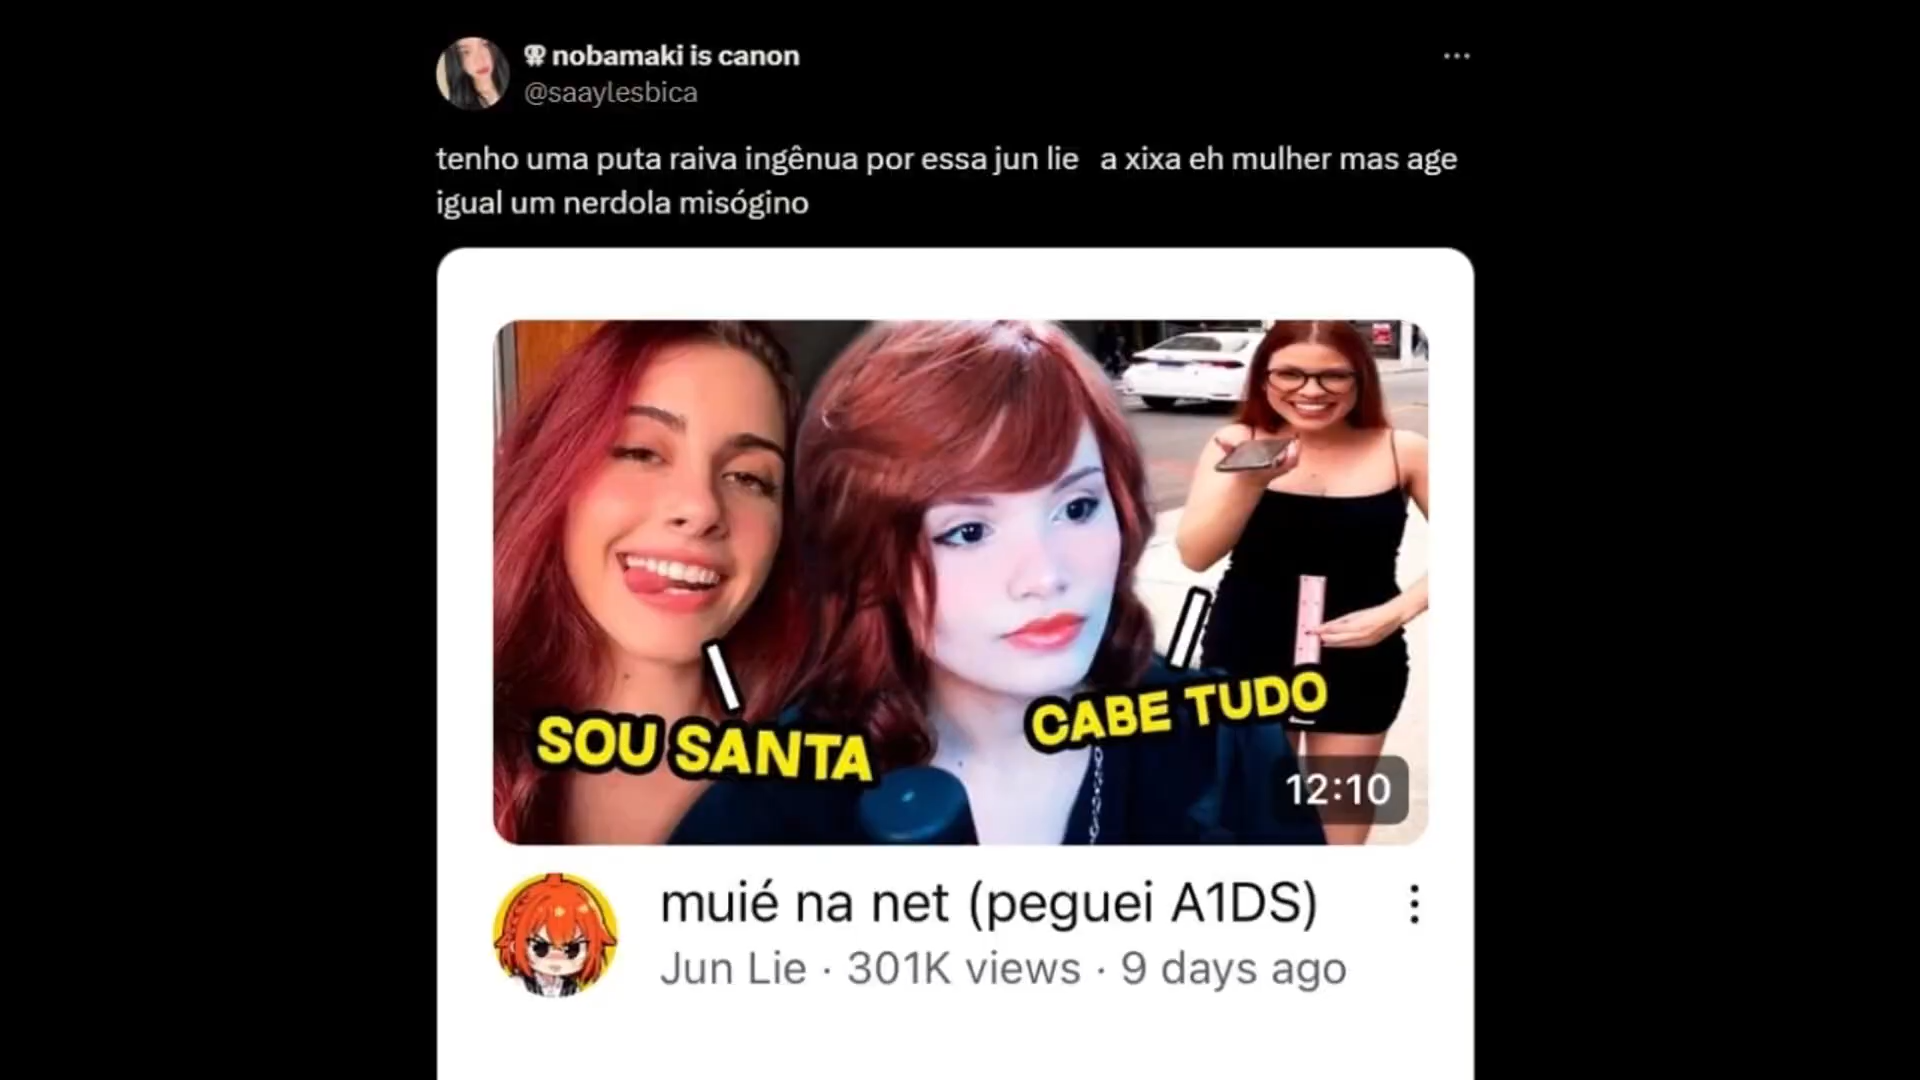 nobamaki is canon
@saaylesbica
tenho uma puta raiva ingênua por essa jun lie a xixa eh mulher mas age
igual um nerdola misógino
SOU SANTA
CABE TUDO
12:10
muié na net (peguei A1DS)
Jun Lie · 301K views · 9 days ago